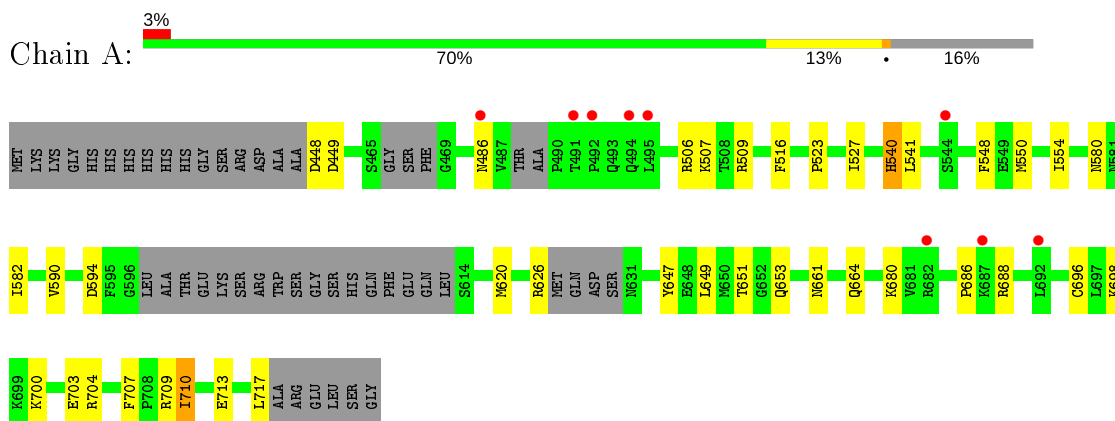 3%
Chain A:
70% 13% • 16%
MET LYS LYS GLY HIS HIS HIS HIS HIS HIS GLY SER ARG ASP ALA ALA D448 D449 S465 GLY SER PHE G469 N486 V487 THR ALA P490 T491 P492 Q493 Q494 L495 R506 K507 T508 R509 F516 P523 I527 H540 L541 S544 F548 E549 M550 I554 N580 N581
I582 V590 D594 F595 G596 LEU ALA THR GLU LYS SER ARG TRP SER GLY SER HIS GLN PHE GLU GLN LEU S614 M620 R626 MET GLN ASP SER N631 Y647 E648 L649 M650 T651 G652 Q653 N661 Q664 K680 V681 R682 P686 K687 R688 L692 C696 L697 K698
K699 K700 E703 R704 F707 P708 R709 I710 E713 L717 ALA ARG GLU LEU SER GLY